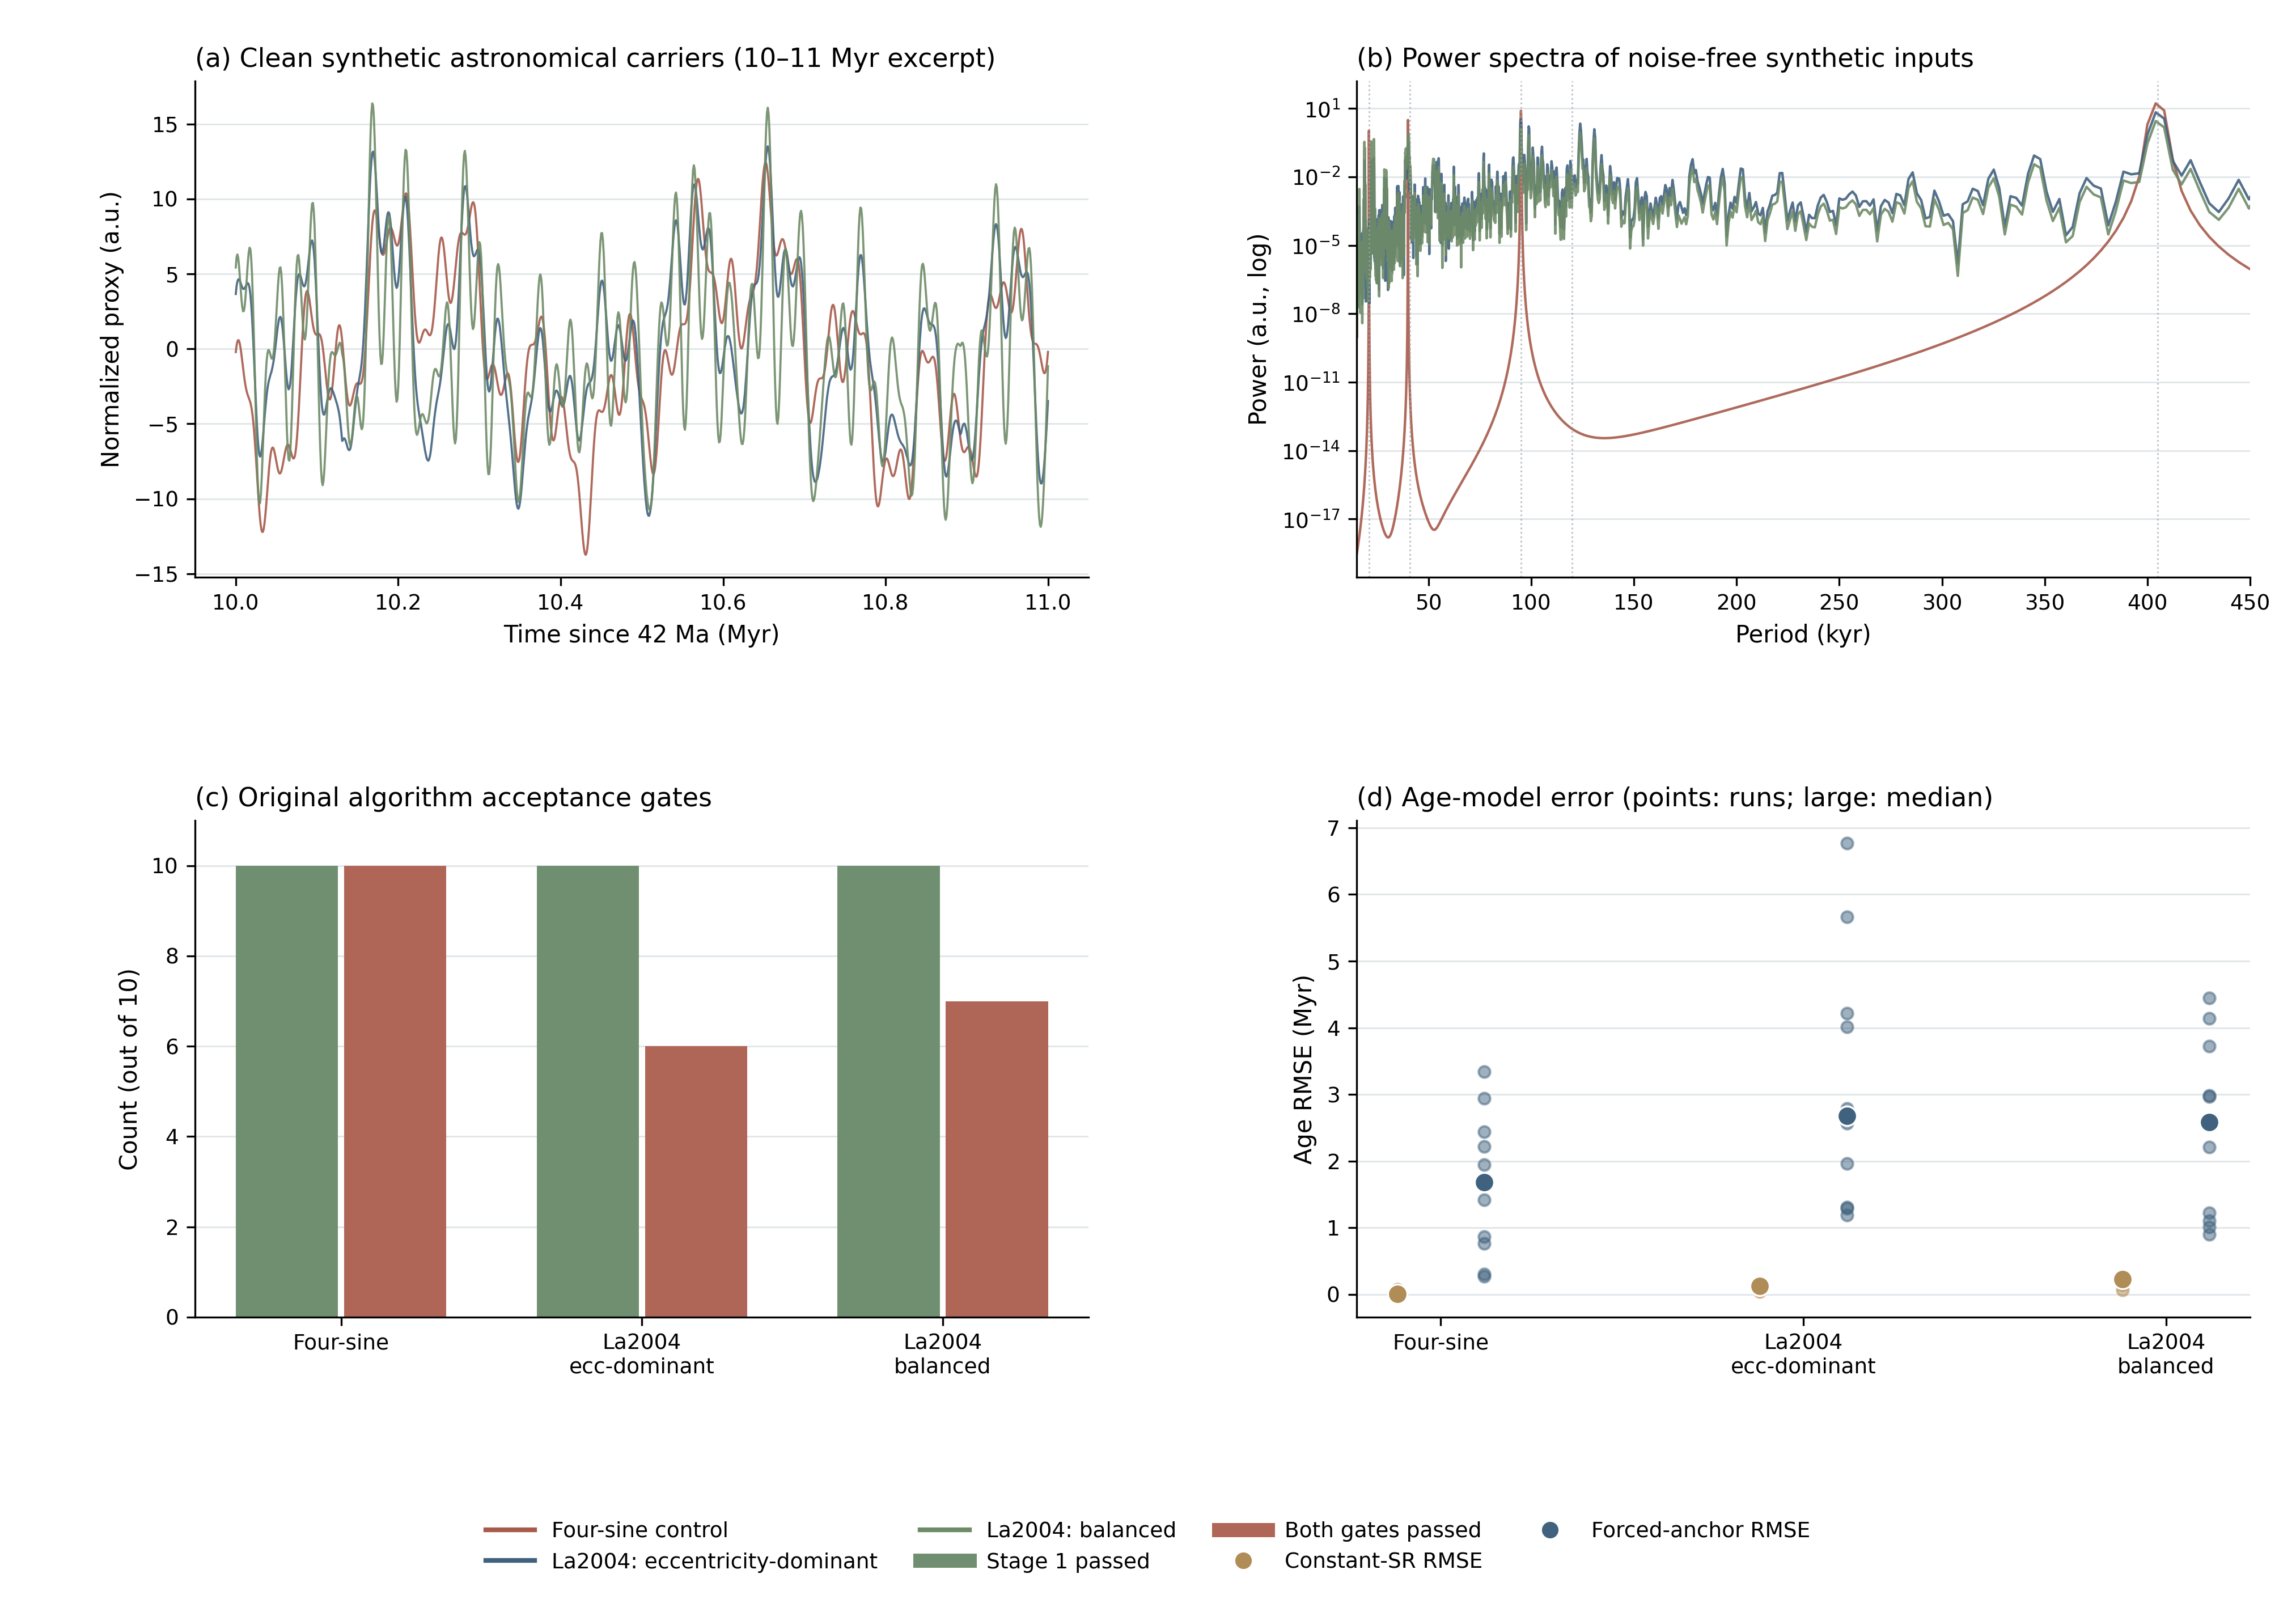 (a) Clean synthetic astronomical carriers (10–11 Myr excerpt)
Normalized proxy (a.u.)
15
10
5
0
−5
−10
−15
10.0 10.2 10.4 10.6 10.8 11.0
Time since 42 Ma (Myr)
(b) Power spectra of noise-free synthetic inputs
Power (a.u., log)
10¹
10⁻²
10⁻⁵
10⁻⁸
10⁻¹¹
10⁻¹⁴
10⁻¹⁷
50 100 150 200 250 300 350 400 450
Period (kyr)
(c) Original algorithm acceptance gates
Count (out of 10)
10
8
6
4
2
0
Four-sine La2004 La2004
ecc-dominant balanced
(d) Age-model error (points: runs; large: median)
Age RMSE (Myr)
7
6
5
4
3
2
1
0
Four-sine La2004 La2004
ecc-dominant balanced
Four-sine control La2004: balanced Both gates passed Forced-anchor RMSE
La2004: eccentricity-dominant Stage 1 passed Constant-SR RMSE